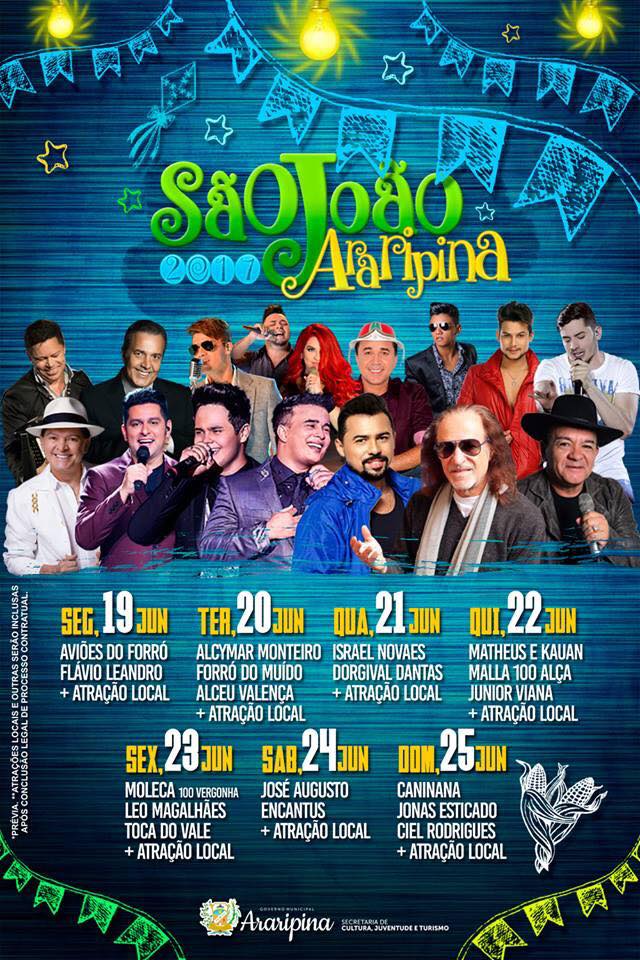 SÃO JOÃO
2017 Araripina
*PRÉVIA. **ATRAÇÕES LOCAIS E OUTRAS SERÃO INCLUSAS
APÓS CONCLUSÃO LEGAL DE PROCESSO CONTRATUAL.
SEG, 19 JUN
AVIÕES DO FORRÓ
FLÁVIO LEANDRO
+ ATRAÇÃO LOCAL
TER, 20 JUN
ALCYMAR MONTEIRO
FORRÓ DO MUÍDO
ALCEU VALENÇA
+ ATRAÇÃO LOCAL
QUA, 21 JUN
ISRAEL NOVAES
DORGIVAL DANTAS
+ ATRAÇÃO LOCAL
QUI, 22 JUN
MATHEUS E KAUAN
MALLA 100 ALÇA
JUNIOR VIANA
+ ATRAÇÃO LOCAL
SEX, 23 JUN
MOLECA 100 VERGONHA
LEO MAGALHÃES
TOCA DO VALE
+ ATRAÇÃO LOCAL
SAB, 24 JUN
JOSÉ AUGUSTO
ENCANTUS
+ ATRAÇÃO LOCAL
DOM, 25 JUN
CANINANA
JONAS ESTICADO
CIEL RODRIGUES
+ ATRAÇÃO LOCAL
GOVERNO MUNICIPAL
Araripina
SECRETARIA DE
CULTURA, JUVENTUDE E TURISMO